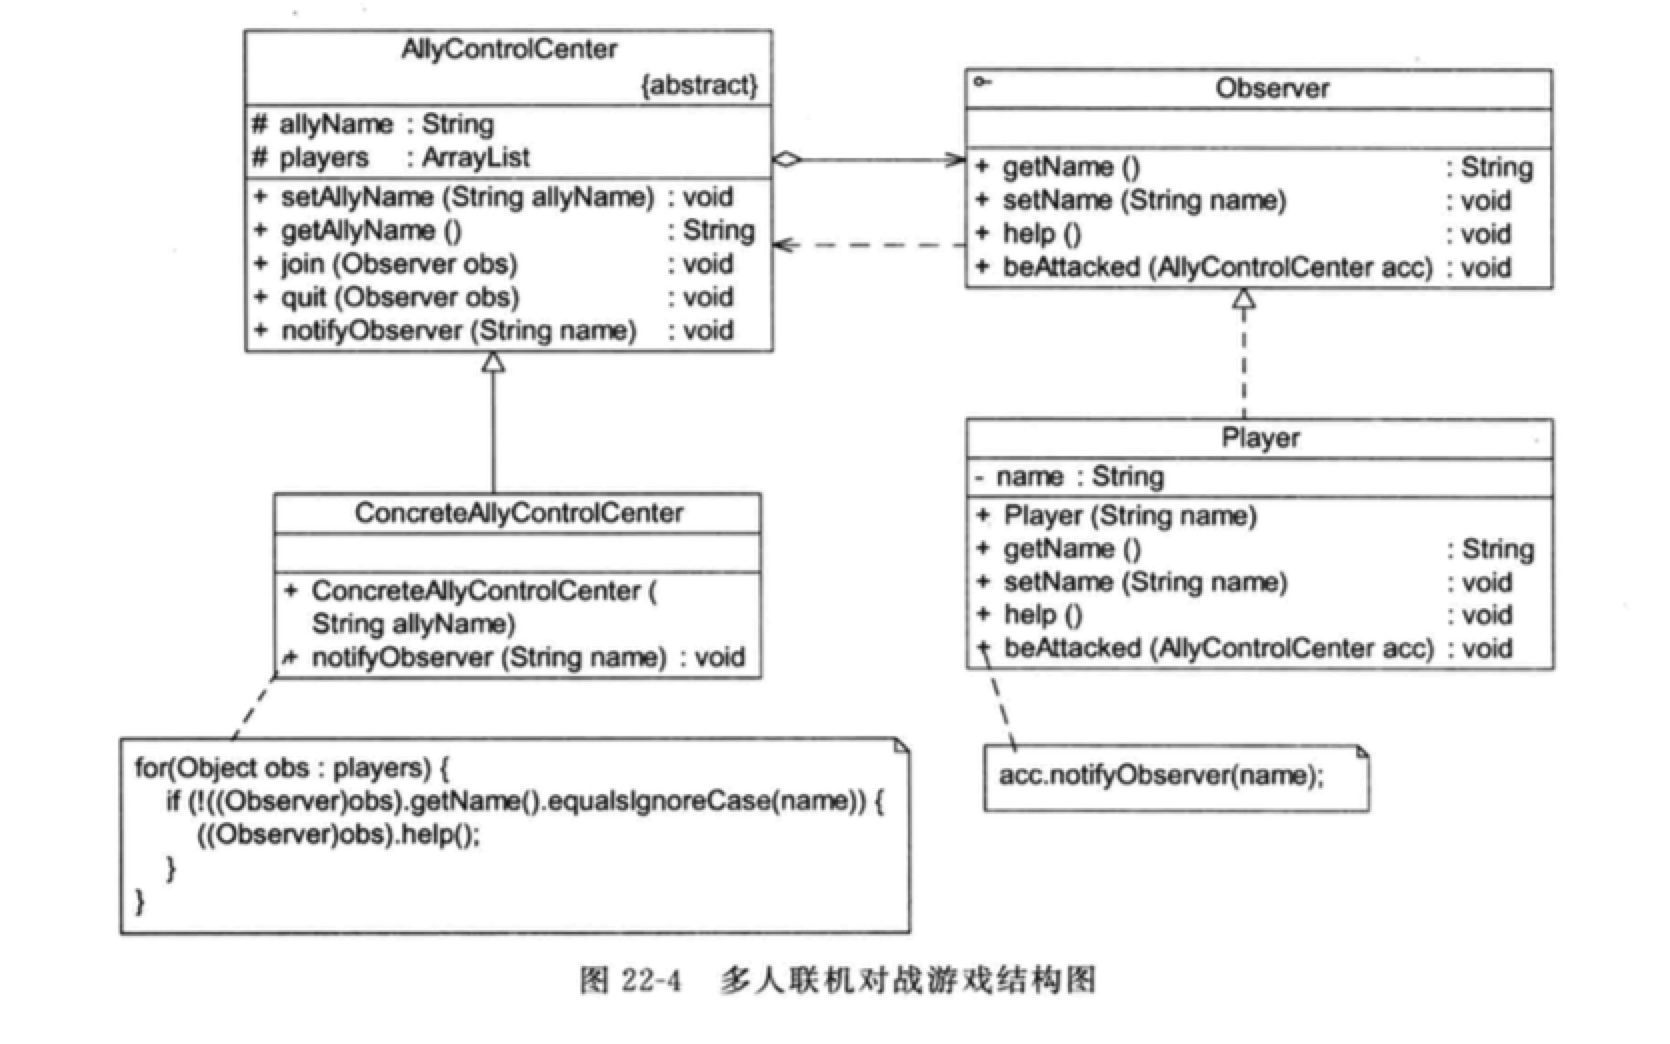 AllyControlCenter
{abstract}
# allyName : String
# players : ArrayList
+ setAllyName (String allyName) : void
+ getAllyName () : String
+ join (Observer obs) : void
+ quit (Observer obs) : void
+ notifyObserver (String name) : void
Observer
+ getName () : String
+ setName (String name) : void
+ help () : void
+ beAttacked (AllyControlCenter acc) : void
ConcreteAllyControlCenter
+ ConcreteAllyControlCenter (
String allyName)
+ notifyObserver (String name) : void
Player
- name : String
+ Player (String name)
+ getName () : String
+ setName (String name) : void
+ help () : void
+ beAttacked (AllyControlCenter acc) : void
for(Object obs : players) {
if (!((Observer)obs).getName().equalsIgnoreCase(name)) {
((Observer)obs).help();
}
}
acc.notifyObserver(name);
图 22-4 多人联机对战游戏结构图